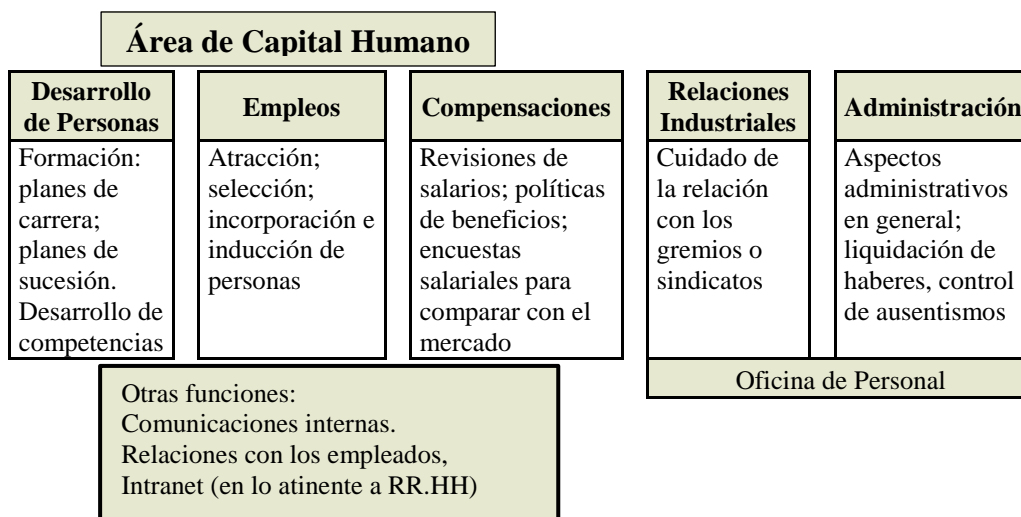 Área de Capital Humano
Desarrollo
de Personas
Formación:
planes de
carrera;
planes de
sucesión.
Desarrollo de
competencias
Empleos
Atracción;
selección;
incorporación e
inducción de
personas
Compensaciones
Revisiones de
salarios; políticas
de beneficios;
encuestas
salariales para
comparar con el
mercado
Relaciones
Industriales
Cuidado de
la relación
con los
gremios o
sindicatos
Administración
Aspectos
administrativos
en general;
liquidación de
haberes, control
de ausentismos
Oficina de Personal
Otras funciones:
Comunicaciones internas.
Relaciones con los empleados,
Intranet (en lo atinente a RR.HH)